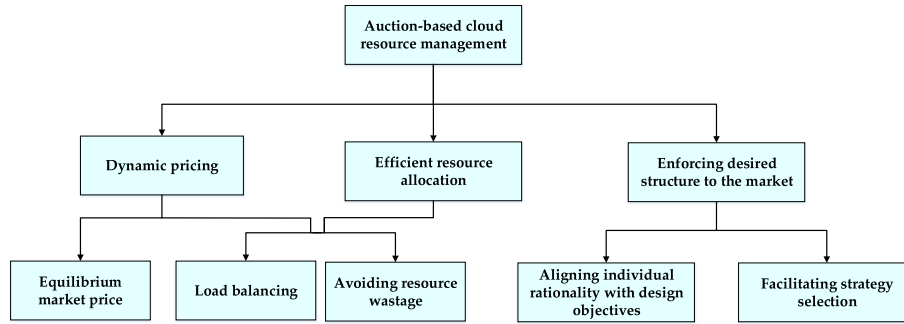 Auction-based cloud
resource management
Dynamic pricing
Efficient resource
allocation
Enforcing desired
structure to the market
Equilibrium
market price
Load balancing
Avoiding resource
wastage
Aligning individual
rationality with design
objectives
Facilitating strategy
selection